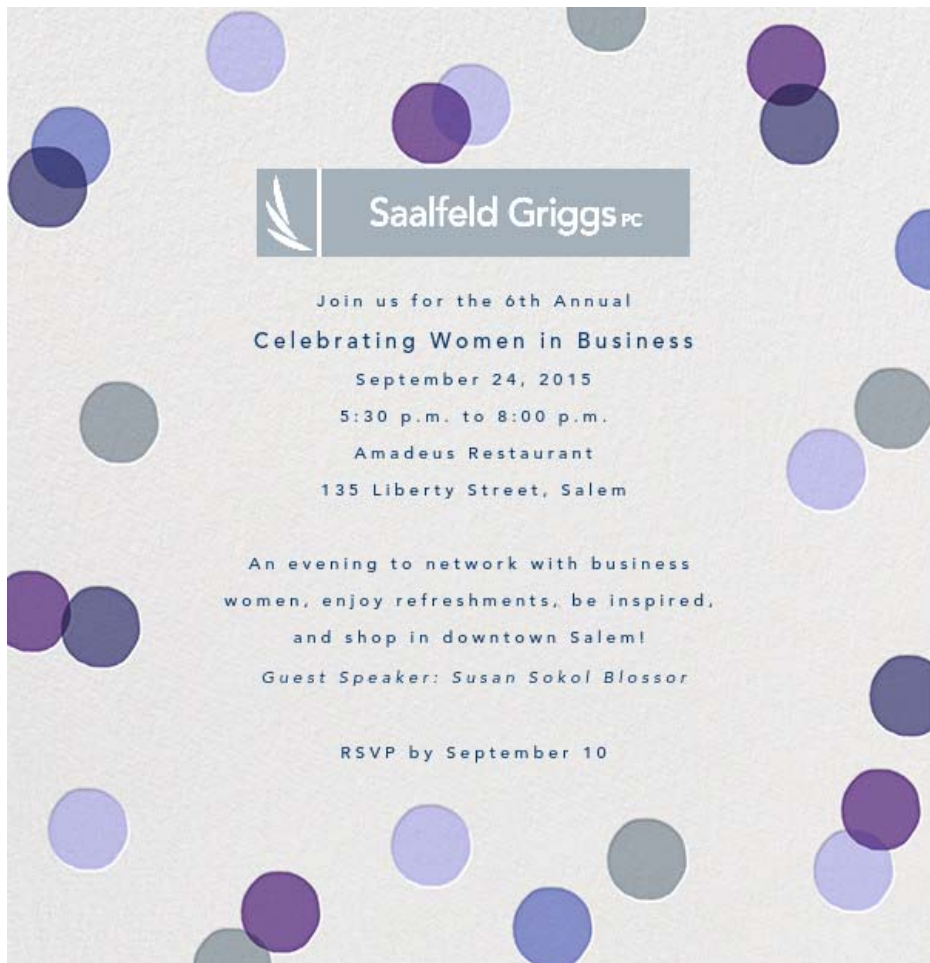 Saalfeld Griggs PC
Join us for the 6th Annual
Celebrating Women in Business
September 24, 2015
5:30 p.m. to 8:00 p.m.
Amadeus Restaurant
135 Liberty Street, Salem
An evening to network with business
women, enjoy refreshments, be inspired,
and shop in downtown Salem!
Guest Speaker: Susan Sokol Blossor
RSVP by September 10